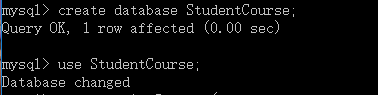 mysql> create database StudentCourse;
Query OK, 1 row affected (0.00 sec)
mysql> use StudentCourse;
Database changed